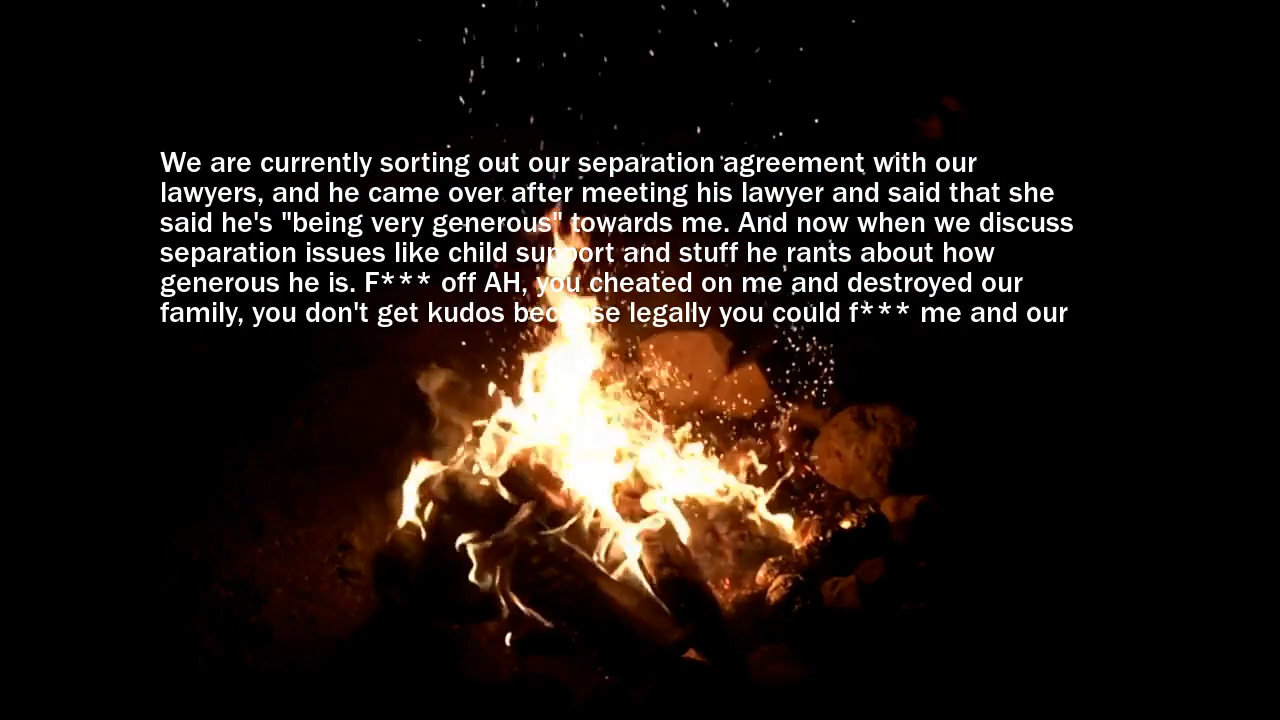 We are currently sorting out our separation agreement with our
lawyers, and he came over after meeting his lawyer and said that she
said he's "being very generous" towards me. And now when we discuss
separation issues like child support and stuff he rants about how
generous he is. F*** off AH, you cheated on me and destroyed our
family, you don't get kudos because legally you could f*** me and our